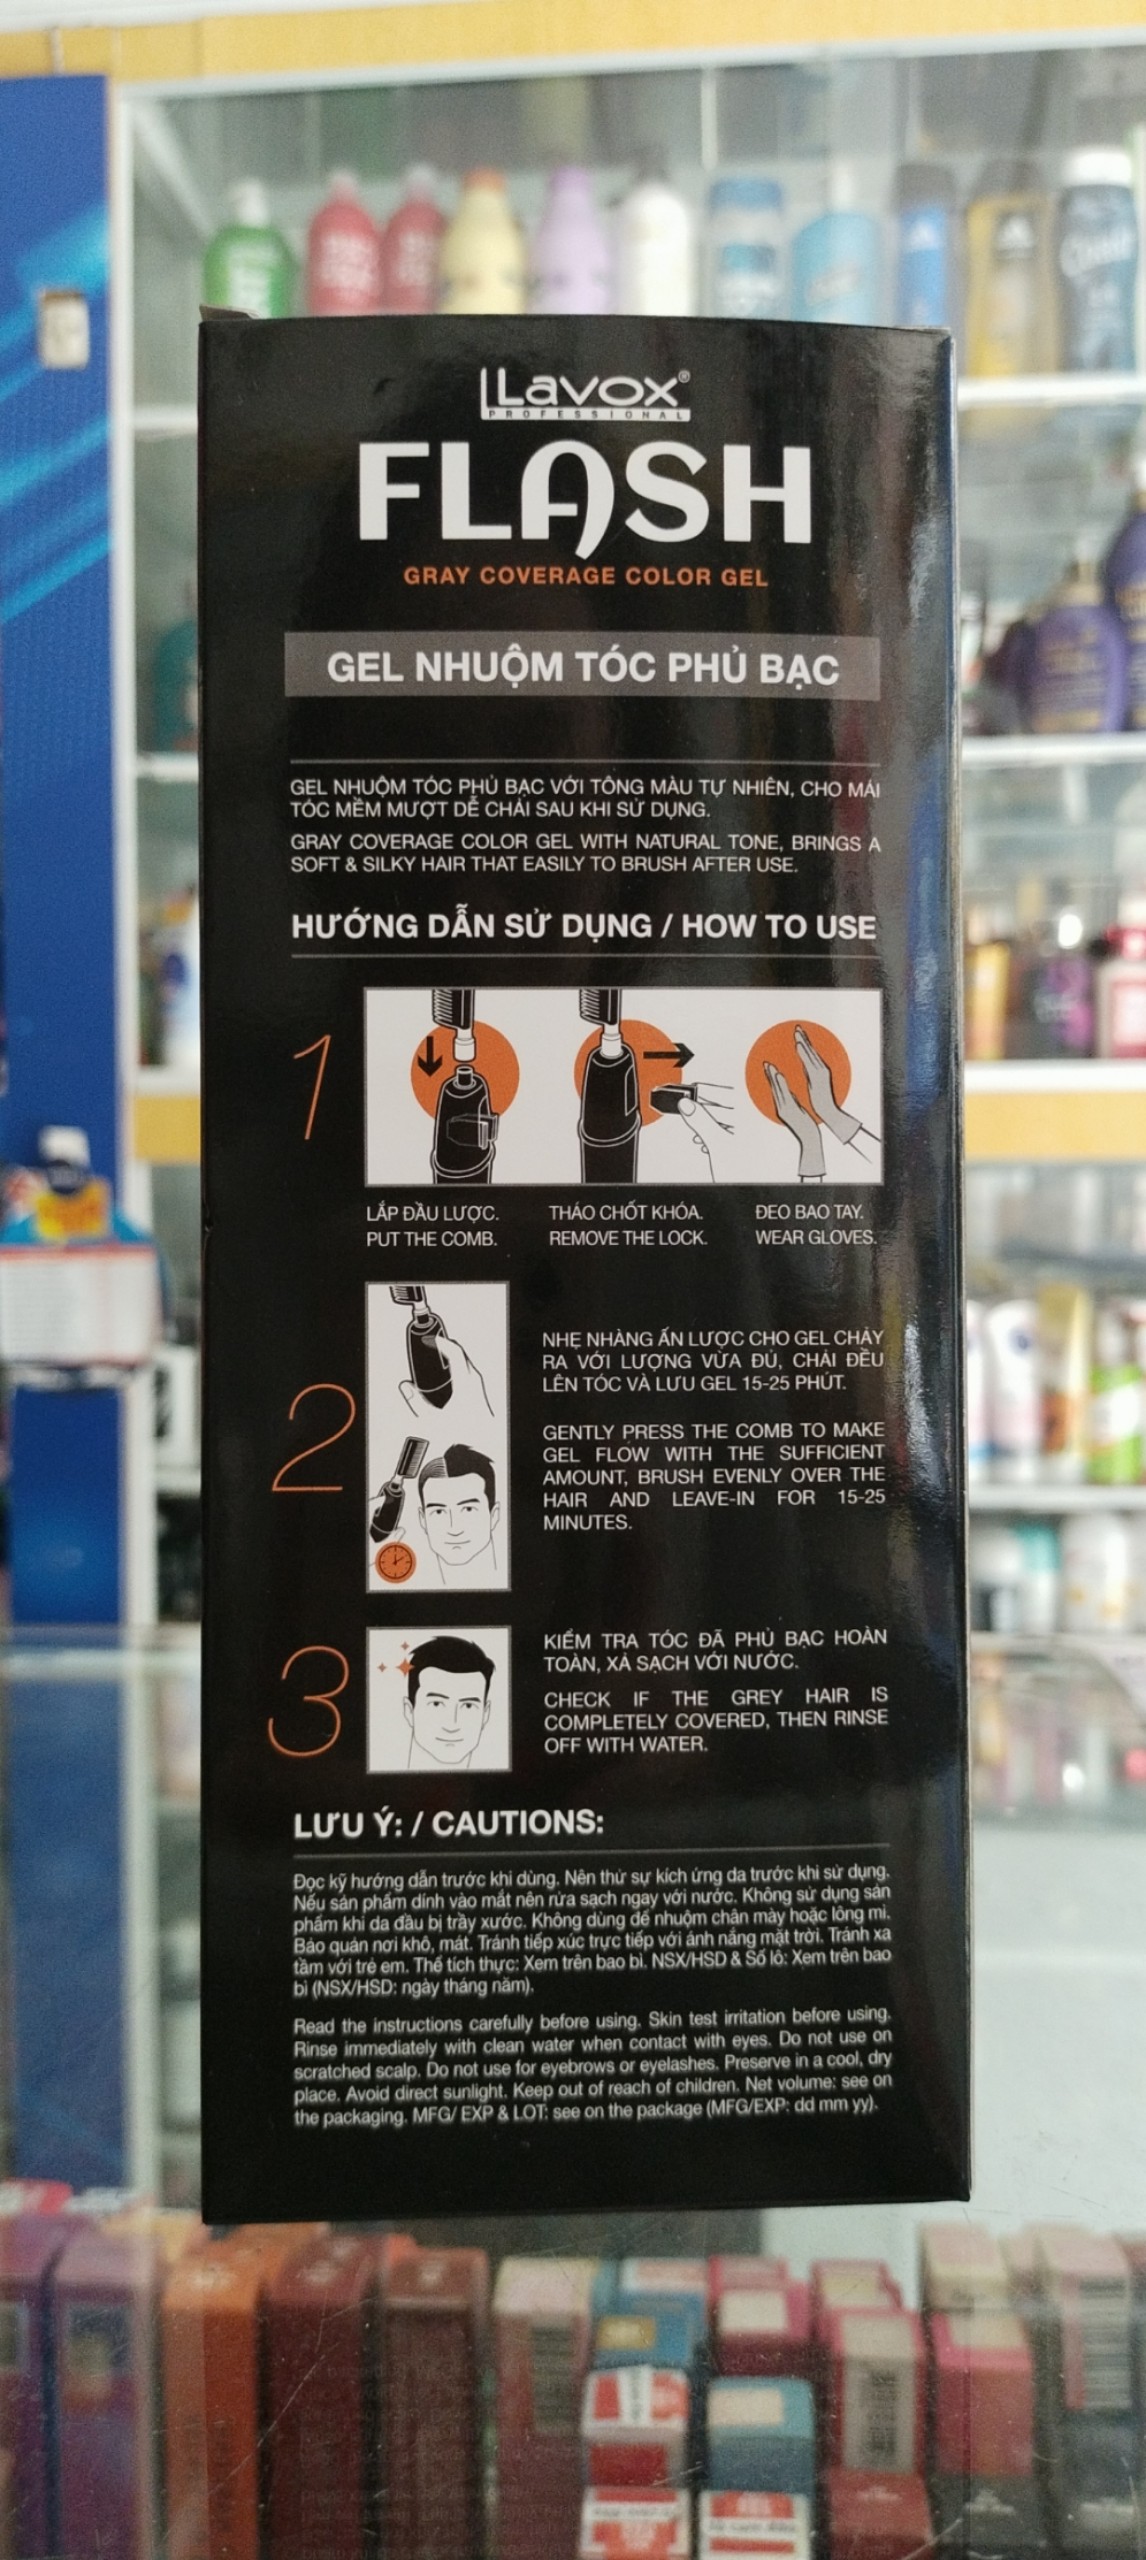 Lavox®
PROFESSIONAL
FLASH
GRAY COVERAGE COLOR GEL
GEL NHUỘM TÓC PHỦ BẠC
GEL NHUỘM TÓC PHỦ BẠC VỚI TÔNG MÀU TỰ NHIÊN, CHO MÁI
TÓC MỀM MƯỢT DỄ CHẢI SAU KHI SỬ DỤNG.
GRAY COVERAGE COLOR GEL WITH NATURAL TONE, BRINGS A
SOFT & SILKY HAIR THAT EASILY TO BRUSH AFTER USE.
HƯỚNG DẪN SỬ DỤNG / HOW TO USE
1
LẮP ĐẦU LƯỢC.
PUT THE COMB.
THÁO CHỐT KHÓA.
REMOVE THE LOCK.
ĐEO BAO TAY.
WEAR GLOVES.
2
NHẸ NHÀNG ẤN LƯỢC CHO GEL CHẢY
RA VỚI LƯỢNG VỪA ĐỦ, CHẢI ĐỀU
LÊN TÓC VÀ LƯU GEL 15-25 PHÚT.
GENTLY PRESS THE COMB TO MAKE
GEL FLOW WITH THE SUFFICIENT
AMOUNT, BRUSH EVENLY OVER THE
HAIR AND LEAVE-IN FOR 15-25
MINUTES.
3
KIỂM TRA TÓC ĐÃ PHỦ BẠC HOÀN
TOÀN, XẢ SẠCH VỚI NƯỚC.
CHECK IF THE GREY HAIR IS
COMPLETELY COVERED, THEN RINSE
OFF WITH WATER.
LƯU Ý: / CAUTIONS:
Đọc kỹ hướng dẫn trước khi dùng. Nên thử sự kích ứng da trước khi sử dụng.
Nếu sản phẩm dính vào mắt nên rửa sạch ngay với nước. Không sử dụng sản
phẩm khi da đầu bị trầy xước. Không dùng để nhuộm chân mày hoặc lông mi.
Bảo quản nơi khô, mát. Tránh tiếp xúc trực tiếp với ánh nắng mặt trời. Tránh xa
tầm với trẻ em. Thể tích thực: Xem trên bao bì. NSX/HSD & Số lô: Xem trên bao
bì (NSX/HSD: ngày tháng năm).
Read the instructions carefully before using. Skin test irritation before using.
Rinse immediately with clean water when contact with eyes. Do not use on
scratched scalp. Do not use for eyebrows or eyelashes. Preserve in a cool, dry
place. Avoid direct sunlight. Keep out of reach of children. Net volume: see on
the packaging. MFG/ EXP & LOT: see on the package (MFG/EXP: dd mm yy).